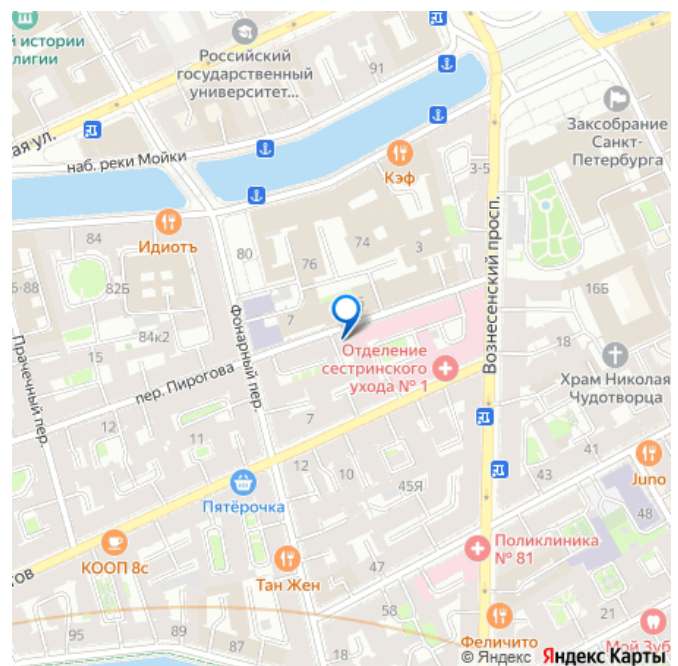 й истории
лигии
Российский
государственный
университет...
91
ая ул.
наб. реки Мойки
Заксобрание
Санкт-
Петербурга
Кэф
3-5
Вознесенский просп.
84
Идиотъ
80
74
3
76
6-88
82Б
16Б
Фонарный пер.
7
84к2
Прачечный пер.
15
пер. Пирогова
Отделение
сестринского
ухода № 1
18
Храм Николая
Чудотворца
12
11
7
12
10
45Я
41
43
Juno
48
Пятёрочка
КООП 8с
тов
Тан Жен
47
Поликлиника
№ 81
58
21
95
89
87
18
Феличито
Мой Зуб
© Яндекс Яндекс Карты